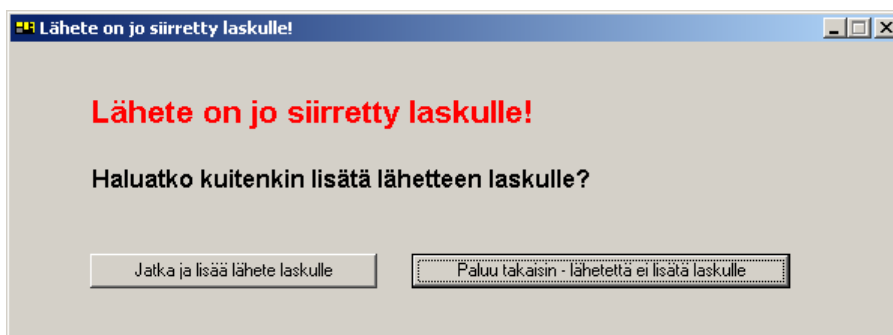 Lähete on jo siirretty laskulle!
Lähete on jo siirretty laskulle!
Haluatko kuitenkin lisätä lähetteen laskulle?
Jatka ja lisää lähete laskulle
Paluu takaisin - lähetettä ei lisätä laskulle